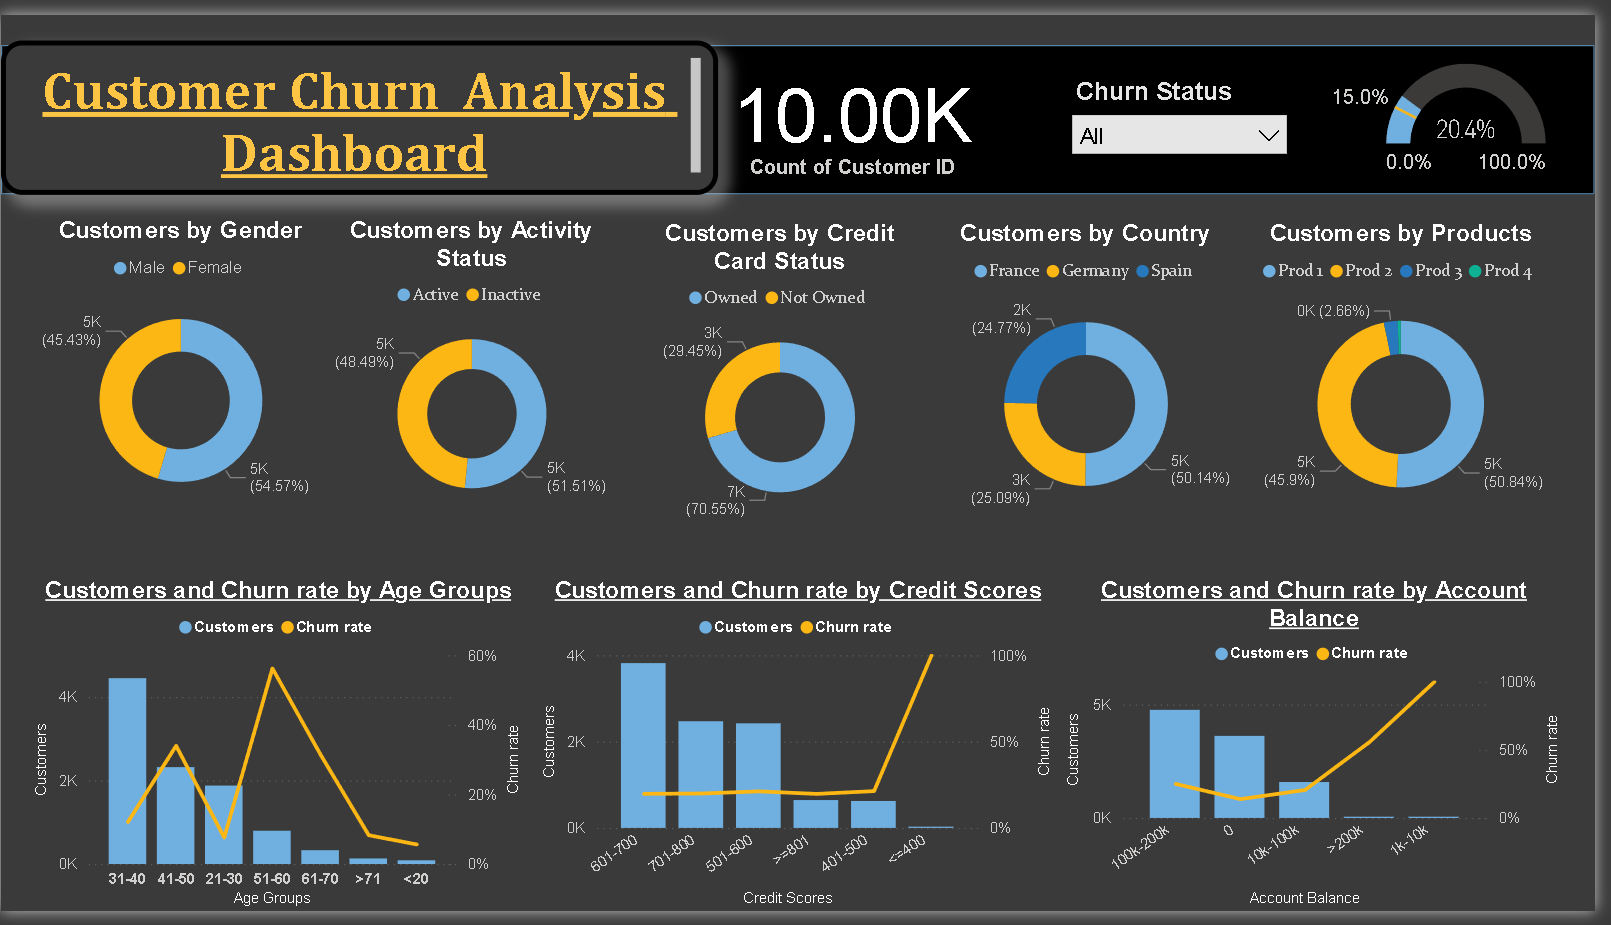 Customer Churn  Analysis
Dashboard
10.00K
Count of Customer ID
Churn Status
All
15.0%
20.4%
0.0%
100.0%
Customers by Gender
Male
Female
5K
(45.43%)
5K
(54.57%)
Customers by Activity
Status
Active
Inactive
5K
(48.49%)
5K
(51.51%)
Customers by Credit
Card Status
Owned
Not Owned
3K
(29.45%)
7K
(70.55%)
Customers by Country
France
Germany
Spain
2K
(24.77%)
3K
(25.09%)
5K
(50.14%)
Customers by Products
Prod 1
Prod 2
Prod 3
Prod 4
0K (2.66%)
5K
(45.9%)
5K
(50.84%)
Customers and Churn rate by Age Groups
Customers
Churn rate
60%
40%
20%
0%
4K
2K
0K
Customers
Churn rate
31-40
41-50
21-30
51-60
61-70
>71
<20
Age Groups
Customers and Churn rate by Credit Scores
Customers
Churn rate
4K
2K
0K
100%
50%
0%
Customers
Churn rate
601-700
701-800
501-600
>=801
401-500
<=400
Credit Scores
Customers and Churn rate by Account
Balance
Customers
Churn rate
5K
0K
100%
50%
0%
Customers
Churn rate
100k-200k
0
10k-100k
>200k
1k-10k
Account Balance